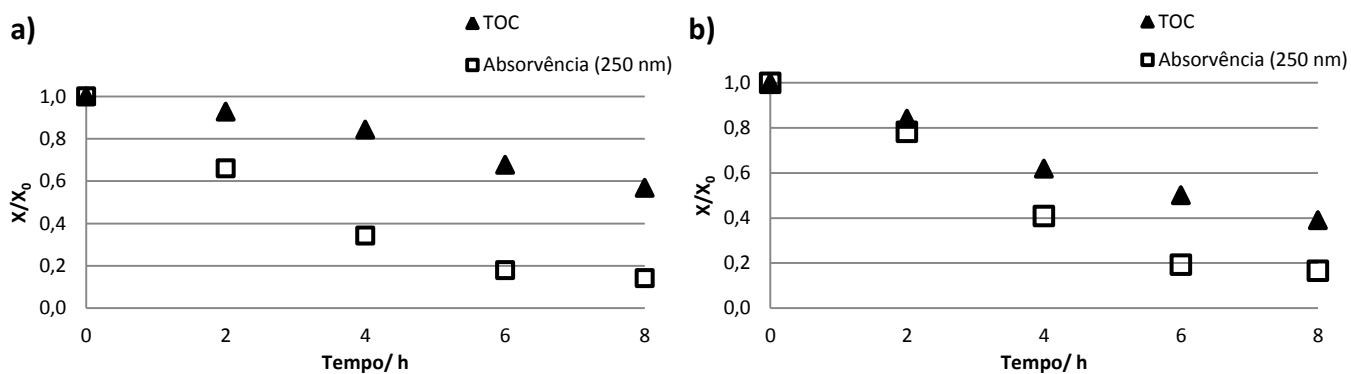 a)
TOC
Absorvência (250 nm)
1,0
0,8
0,6
0,4
0,2
0,0
X/X₀
0 2 4 6 8
Tempo/ h
b)
TOC
Absorvência (250 nm)
1,0
0,8
0,6
0,4
0,2
0,0
X/X₀
0 2 4 6 8
Tempo/ h